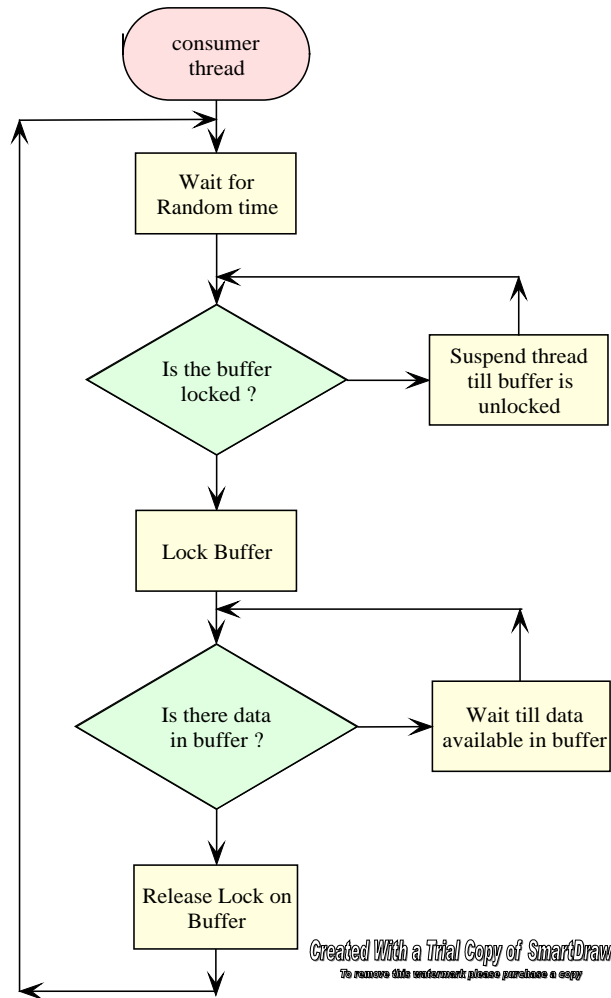 consumer
thread
Wait for
Random time
Is the buffer
locked ?
Suspend thread
till buffer is
unlocked
Lock Buffer
Is there data
in buffer ?
Wait till data
available in buffer
Release Lock on
Buffer
Created With a Trial Copy of SmartDraw
To remove this watermark please purchase a copy